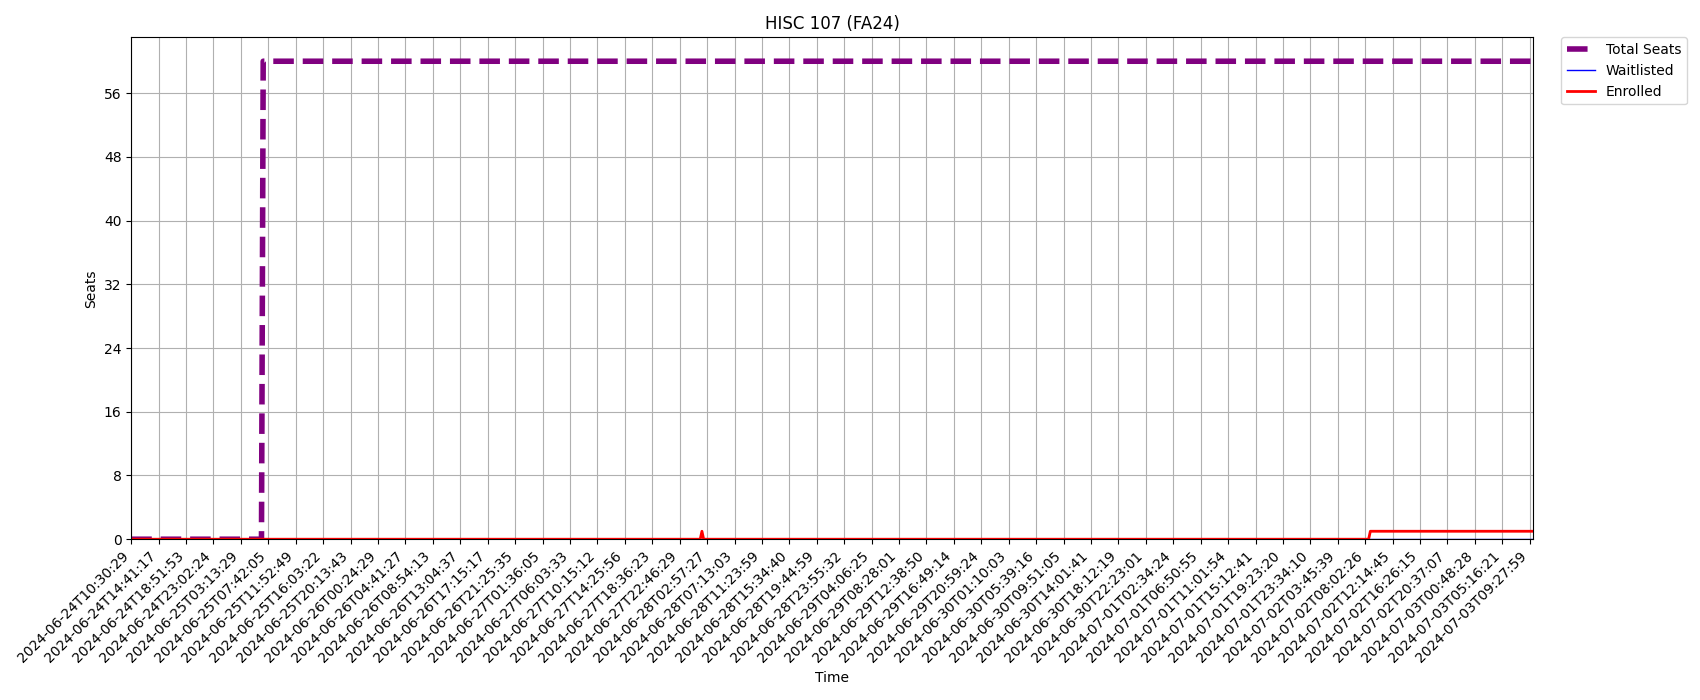 HISC 107 (FA24)
Total Seats
Waitlisted
Enrolled
Seats
56
48
40
32
24
16
8
0
2024-06-24T10:30:29
2024-06-24T14:41:17
2024-06-24T18:51:53
2024-06-24T23:02:24
2024-06-25T03:13:29
2024-06-25T07:42:05
2024-06-25T11:52:49
2024-06-25T16:03:22
2024-06-25T20:13:43
2024-06-26T00:24:29
2024-06-26T04:41:27
2024-06-26T08:54:13
2024-06-26T13:04:37
2024-06-26T17:15:17
2024-06-26T21:25:35
2024-06-27T01:36:05
2024-06-27T06:03:33
2024-06-27T10:15:12
2024-06-27T14:25:56
2024-06-27T18:36:23
2024-06-27T22:46:29
2024-06-28T02:57:27
2024-06-28T07:13:03
2024-06-28T11:23:59
2024-06-28T15:34:40
2024-06-28T19:44:59
2024-06-28T23:55:32
2024-06-29T04:06:25
2024-06-29T08:28:01
2024-06-29T12:38:50
2024-06-29T16:49:14
2024-06-29T20:59:24
2024-06-30T01:10:03
2024-06-30T05:39:16
2024-06-30T09:51:05
2024-06-30T14:01:41
2024-06-30T18:12:19
2024-06-30T22:23:01
2024-07-01T02:34:24
2024-07-01T06:50:55
2024-07-01T11:01:54
2024-07-01T15:12:41
2024-07-01T19:23:20
2024-07-01T23:34:10
2024-07-02T03:45:39
2024-07-02T08:02:26
2024-07-02T12:14:45
2024-07-02T16:26:15
2024-07-02T20:37:07
2024-07-03T00:48:28
2024-07-03T05:16:21
2024-07-03T09:27:59
Time